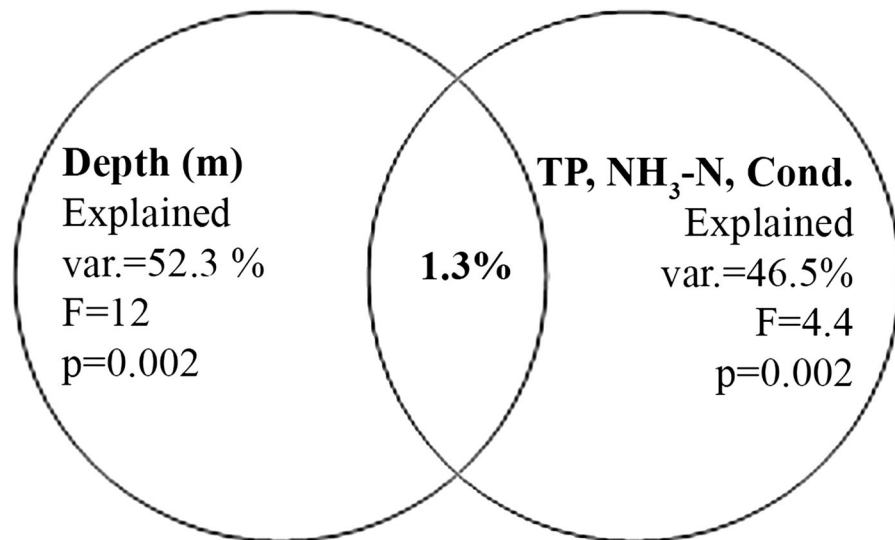 Depth (m)
Explained
var.=52.3 %
F=12
p=0.002
1.3%
TP, NH₃-N, Cond.
Explained
var.=46.5%
F=4.4
p=0.002